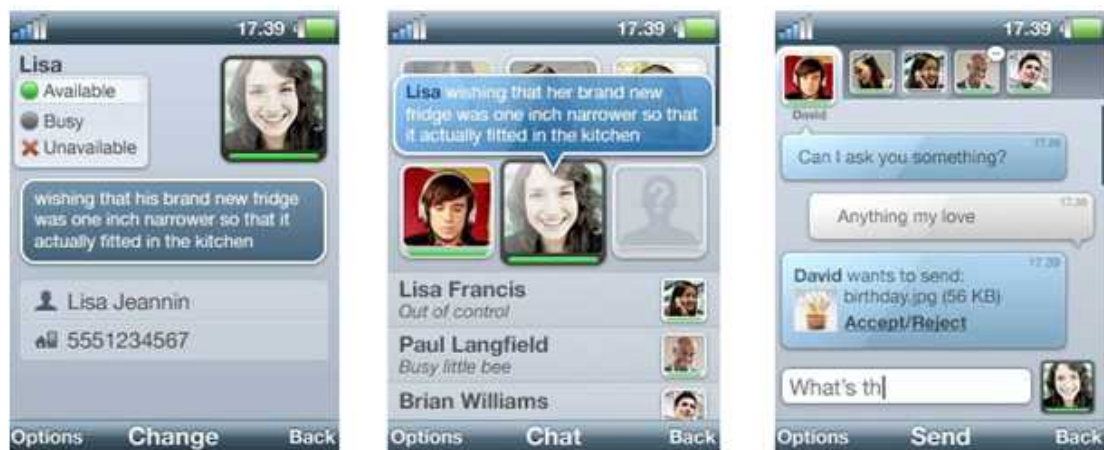 17.39
Lisa
Available
Busy
Unavailable
wishing that his brand new fridge
was one inch narrower so that it
actually fitted in the kitchen
Lisa Jeannin
5551234567
Options Change Back
17.39
Lisa wishing that her brand new
fridge was one inch narrower so that
it actually fitted in the kitchen
?
Lisa Francis
Out of control
Paul Langfield
Busy little bee
Brian Williams
Options Chat Back
17.39
David
Can I ask you something?
Anything my love
17.39
David wants to send:
birthday.jpg (56 KB)
Accept/Reject
What's th
Options Send Back